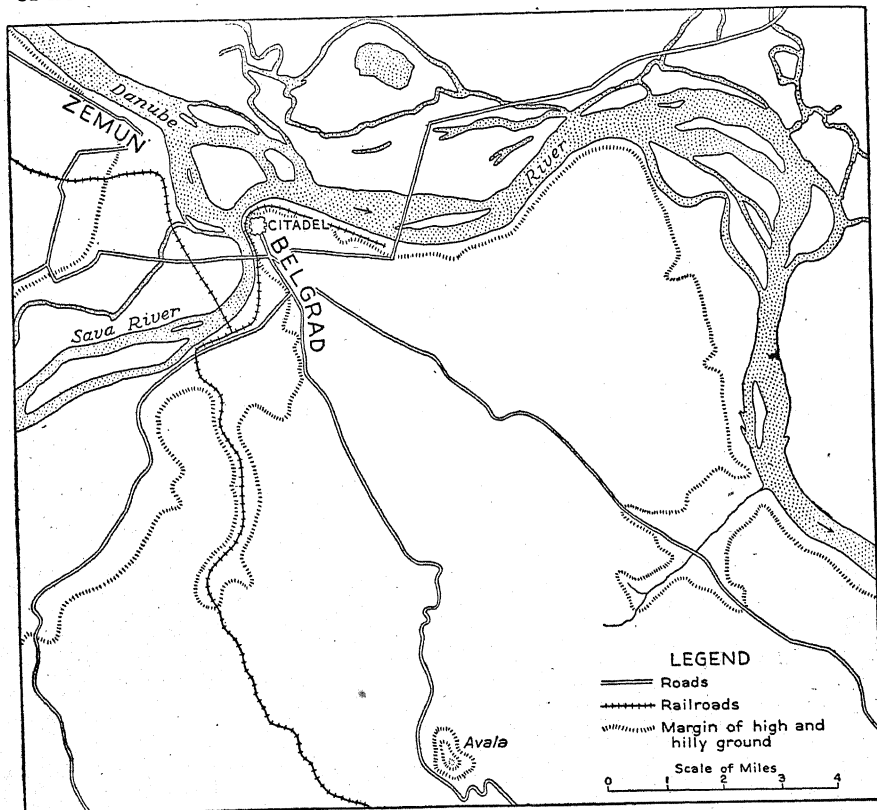 Danube
ZEMUN
River
CITADEL
BELGRAD
Sava River
Avala
LEGEND
Roads
Railroads
Margin of high and
hilly ground
Scale of Miles
0 1 2 3 4